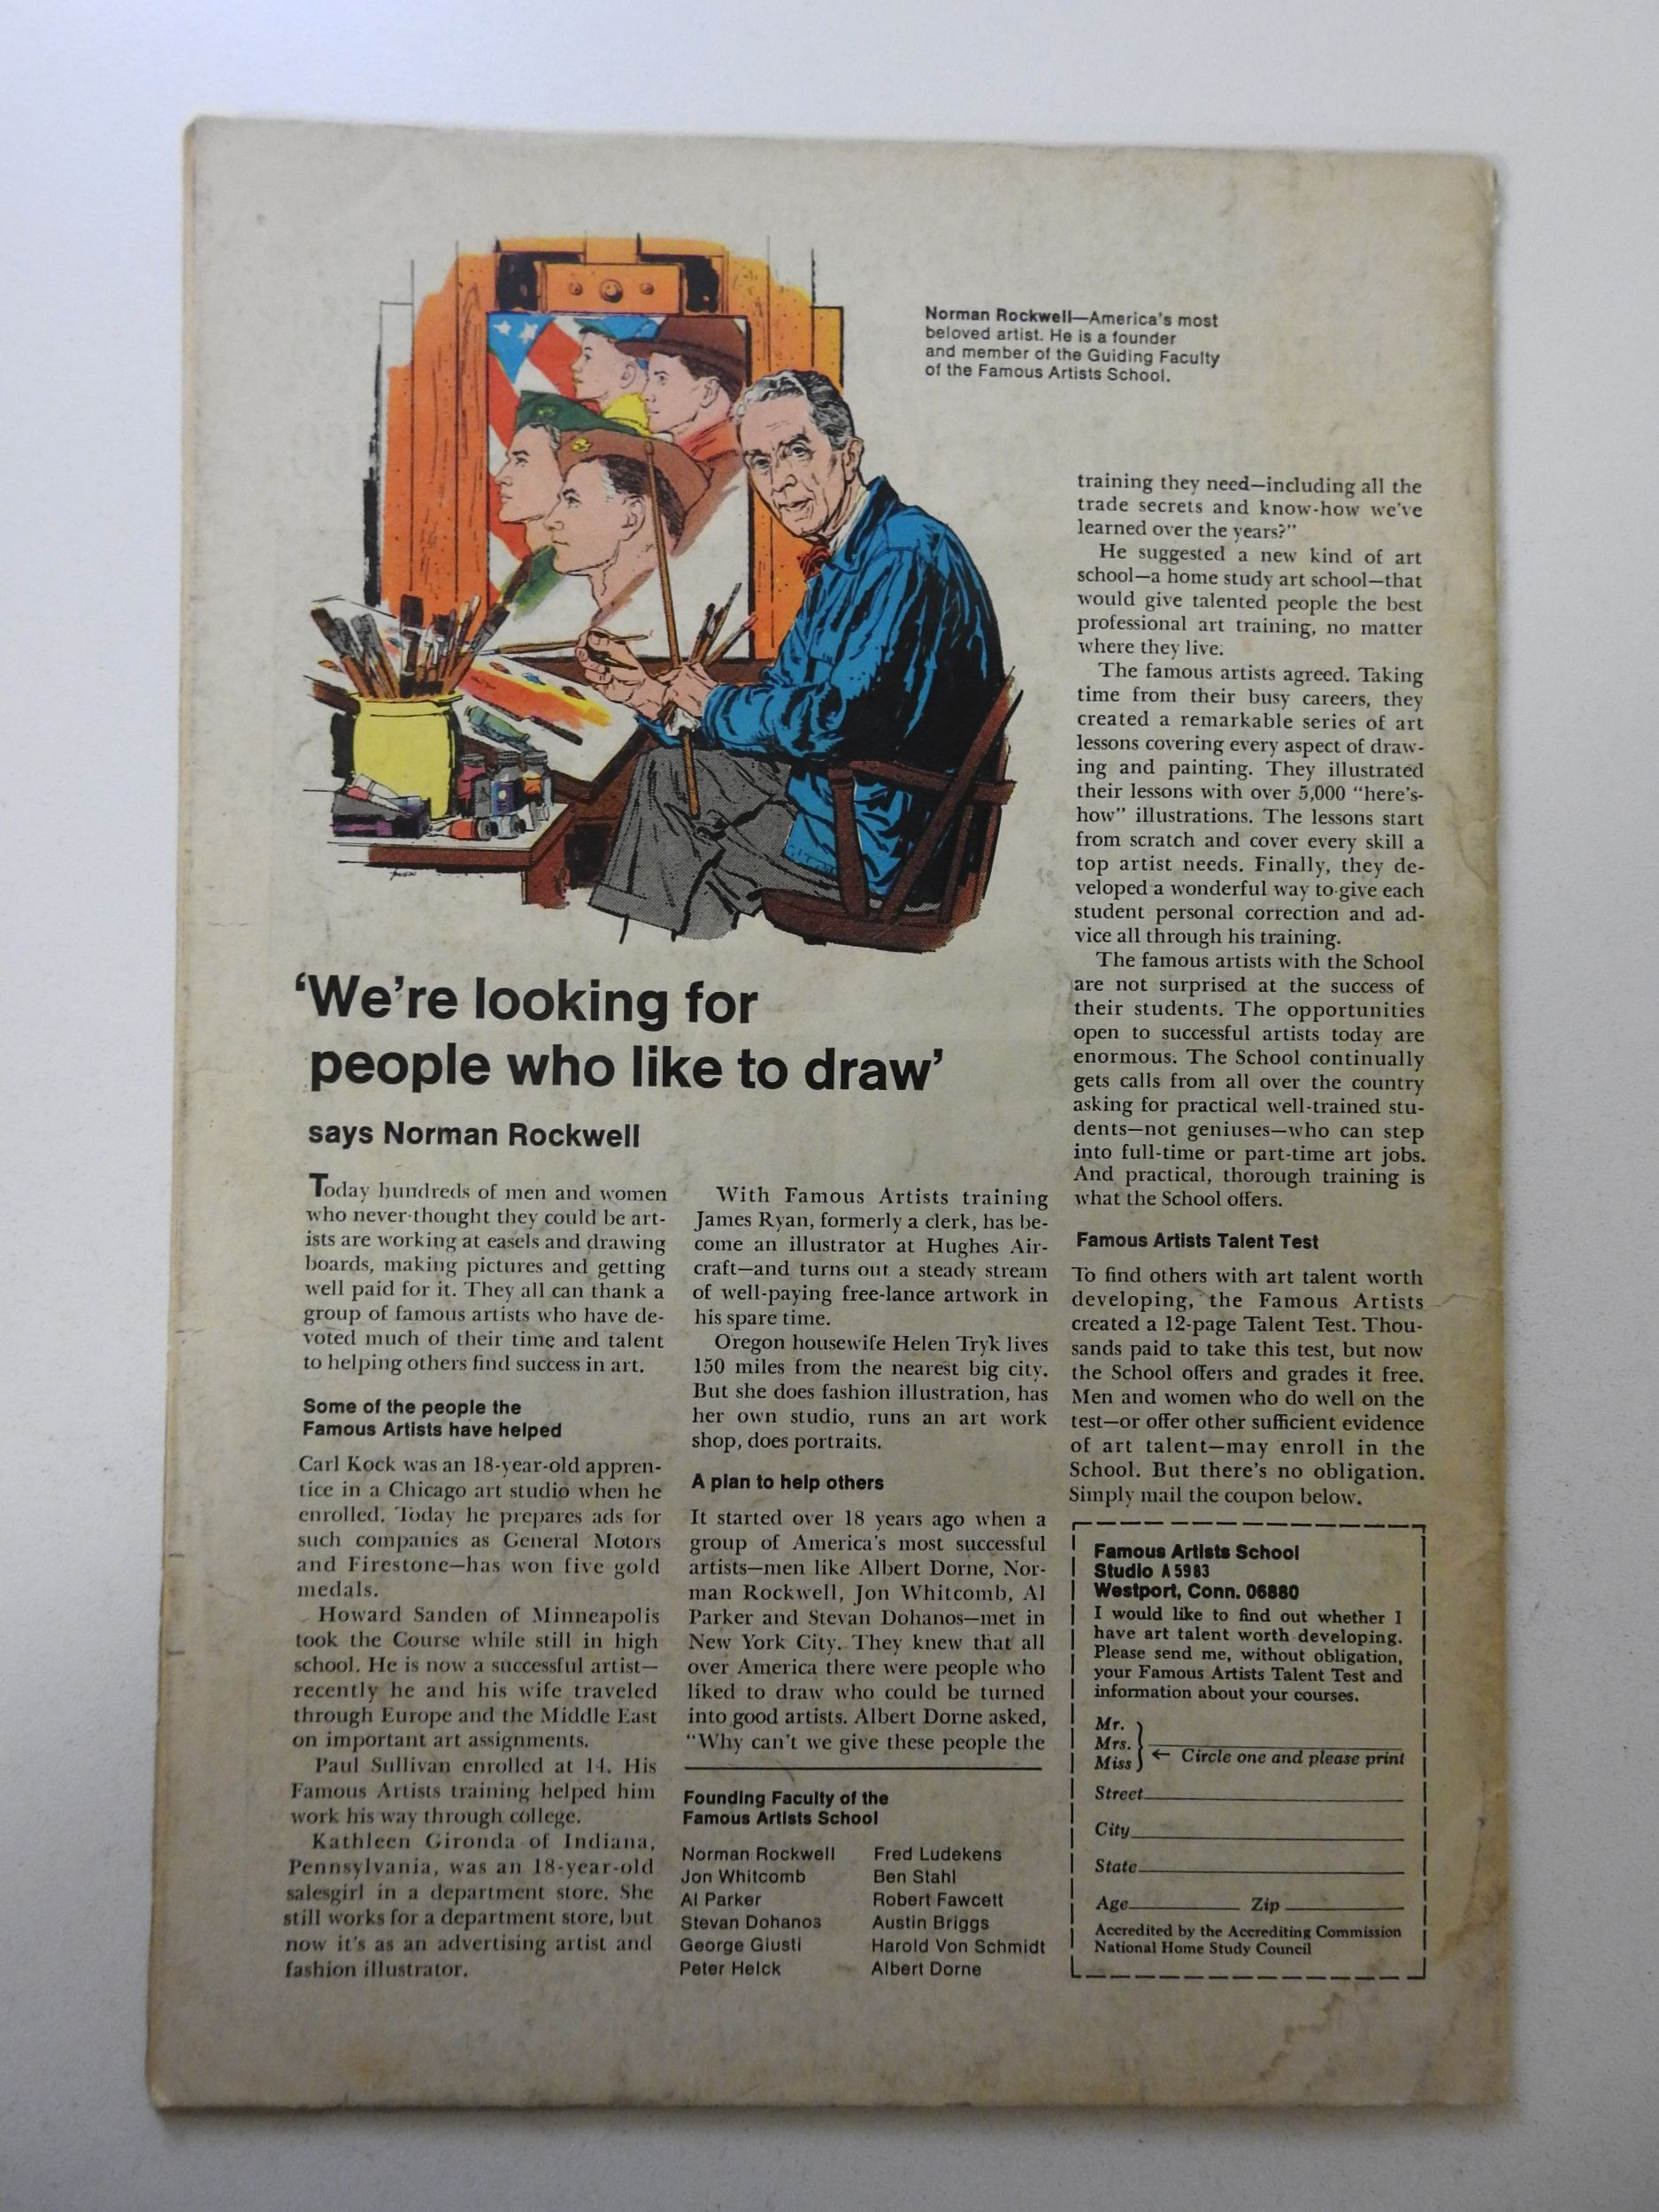 Norman Rockwell—America's most
beloved artist. He is a founder
and member of the Guiding Faculty
of the Famous Artists School.
'We're looking for
people who like to draw'
says Norman Rockwell
Today hundreds of men and women
who never thought they could be art-
ists are working at easels and drawing
boards, making pictures and getting
well paid for it. They all can thank a
group of famous artists who have de-
voted much of their time and talent
to helping others find success in art.
Some of the people the
Famous Artists have helped
Carl Kock was an 18-year-old appren-
tice in a Chicago art studio when he
enrolled. Today he prepares ads for
such companies as General Motors
and Firestone—has won five gold
medals.
Howard Sanden of Minneapolis
took the Course while still in high
school. He is now a successful artist—
recently he and his wife traveled
through Europe and the Middle East
on important art assignments.
Paul Sullivan enrolled at 14. His
Famous Artists training helped him
work his way through college.
Kathleen Gironda of Indiana,
Pennsylvania, was an 18-year-old
salesgirl in a department store. She
still works for a department store, but
now it's as an advertising artist and
fashion illustrator.
With Famous Artists training
James Ryan, formerly a clerk, has be-
come an illustrator at Hughes Air-
craft—and turns out a steady stream
of well-paying free-lance artwork in
his spare time.
Oregon housewife Helen Tryk lives
150 miles from the nearest big city.
But she does fashion illustration, has
her own studio, runs an art work
shop, does portraits.
A plan to help others
It started over 18 years ago when a
group of America's most successful
artists—men like Albert Dorne, Nor-
man Rockwell, Jon Whitcomb, Al
Parker and Stevan Dohanos—met in
New York City. They knew that all
over America there were people who
liked to draw who could be turned
into good artists. Albert Dorne asked,
"Why can't we give these people the
Founding Faculty of the
Famous Artists School
Norman Rockwell
Jon Whitcomb
Al Parker
Stevan Dohanos
George Giusti
Peter Helck
Fred Ludekens
Ben Stahl
Robert Fawcett
Austin Briggs
Harold Von Schmidt
Albert Dorne
training they need—including all the
trade secrets and know-how we've
learned over the years?"
He suggested a new kind of art
school—a home study art school—that
would give talented people the best
professional art training, no matter
where they live.
The famous artists agreed. Taking
time from their busy careers, they
created a remarkable series of art
lessons covering every aspect of draw-
ing and painting. They illustrated
their lessons with over 5,000 "here's-
how" illustrations. The lessons start
from scratch and cover every skill a
top artist needs. Finally, they de-
veloped a wonderful way to give each
student personal correction and ad-
vice all through his training.
The famous artists with the School
are not surprised at the success of
their students. The opportunities
open to successful artists today are
enormous. The School continually
gets calls from all over the country
asking for practical well-trained stu-
dents—not geniuses—who can step
into full-time or part-time art jobs.
And practical, thorough training is
what the School offers.
Famous Artists Talent Test
To find others with art talent worth
developing, the Famous Artists
created a 12-page Talent Test. Thou-
sands paid to take this test, but now
the School offers and grades it free.
Men and women who do well on the
test—or offer other sufficient evidence
of art talent—may enroll in the
School. But there's no obligation.
Simply mail the coupon below.
Famous Artists School
Studio A5983
Westport, Conn. 06880
I would like to find out whether I
have art talent worth developing.
Please send me, without obligation,
your Famous Artists Talent Test and
information about your courses.
Mr.
Mrs.
Miss ← Circle one and please print
Street
City
State
Age Zip
Accredited by the Accrediting Commission
National Home Study Council